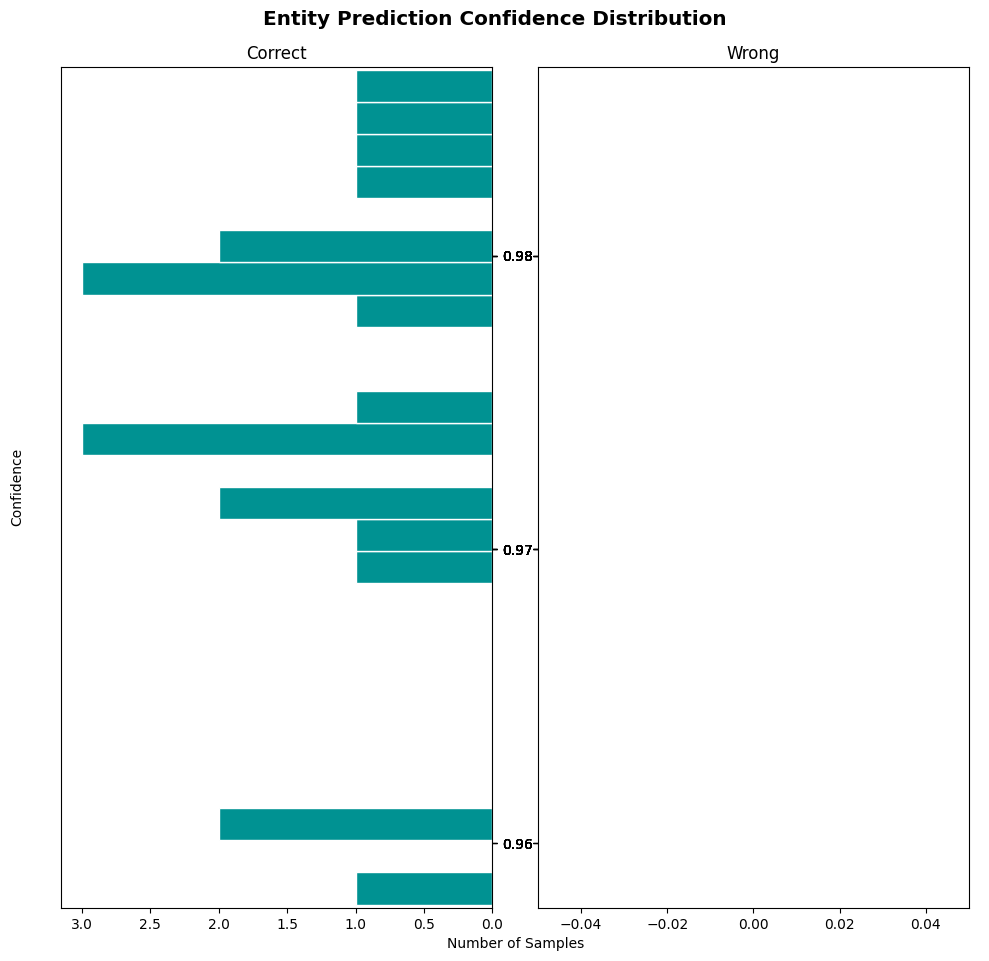 Entity Prediction Confidence Distribution
Correct
Wrong
Confidence
0.98
0.97
0.96
3.0 2.5 2.0 1.5 1.0 0.5 0.0
−0.04 −0.02 0.00 0.02 0.04
Number of Samples